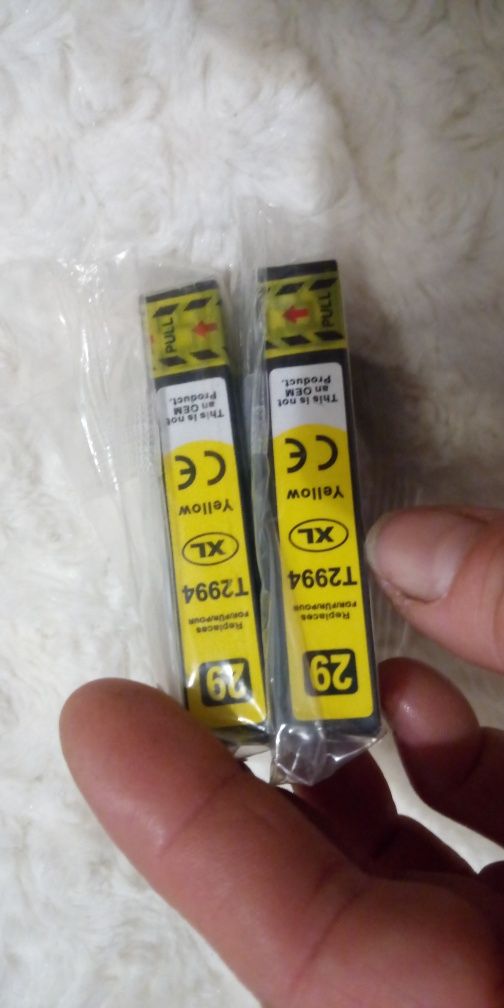 29
Replaces
FOR/FÜR/POUR
T2994
XL
Yellow
CE
This is not
an OEM
Product.
PULL
29
Replaces
FOR/FÜR/POUR
T2994
XL
Yellow
CE
This is not
an OEM
Product.
PULL